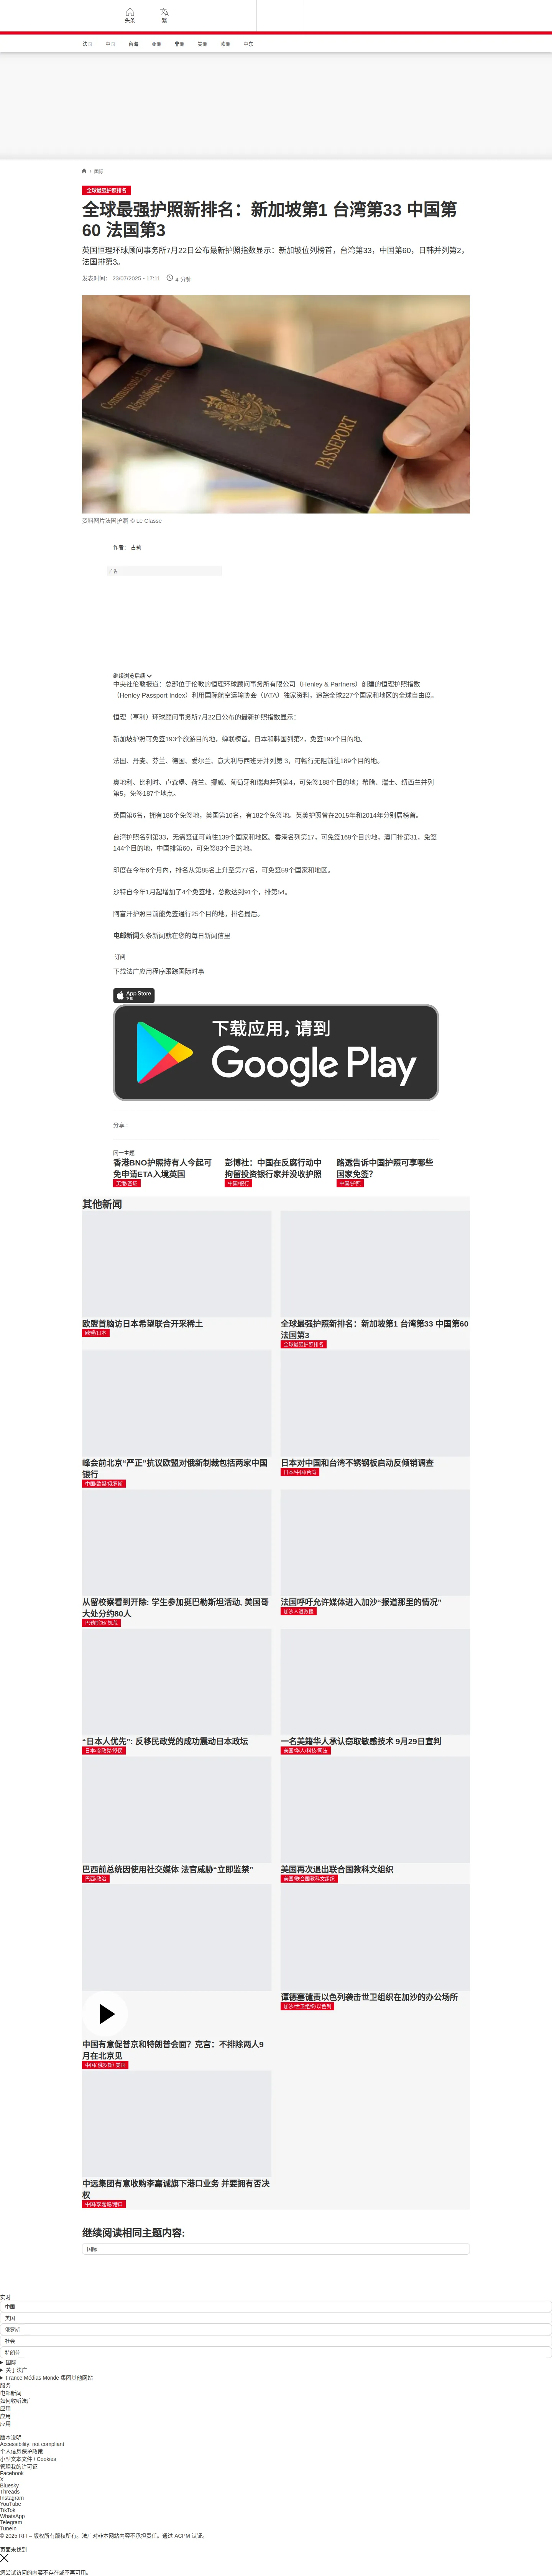 头条
繁
法国
中国
台海
亚洲
非洲
美洲
欧洲
中东
/ 国际
全球最强护照排名
全球最强护照新排名：新加坡第1 台湾第33 中国第
60 法国第3
英国恒理环球顾问事务所7月22日公布最新护照指数显示：新加坡位列榜首，台湾第33，中国第60，日韩并列第2，
法国排第3。
发表时间： 23/07/2025 - 17:11
4 分钟
PASSEPORT
资料图片法国护照 © Le Classe
作者： 古莉
广告
继续浏览后续
中央社伦敦报道：总部位于伦敦的恒理环球顾问事务所有限公司（Henley & Partners）创建的恒理护照指数
（Henley Passport Index）利用国际航空运输协会（IATA）独家资料，追踪全球227个国家和地区的全球自由度。
恒理（亨利）环球顾问事务所7月22日公布的最新护照指数显示：
新加坡护照可免签193个旅游目的地，蝉联榜首。日本和韩国列第2，免签190个目的地。
法国、丹麦、芬兰、德国、爱尔兰、意大利与西班牙并列第 3，可畅行无阻前往189个目的地。
奥地利、比利时、卢森堡、荷兰、挪威、葡萄牙和瑞典并列第4，可免签188个目的地；希腊、瑞士、纽西兰并列
第5，免签187个地点。
英国第6名，拥有186个免签地，美国第10名，有182个免签地。英美护照曾在2015年和2014年分别居榜首。
台湾护照名列第33，无需签证可前往139个国家和地区。香港名列第17，可免签169个目的地，澳门排第31，免签
144个目的地，中国排第60，可免签83个目的地。
印度在今年6个月内，排名从第85名上升至第77名，可免签59个国家和地区。
沙特自今年1月起增加了4个免签地，总数达到91个，排第54。
阿富汗护照目前能免签通行25个目的地，排名最后。
电邮新闻头条新闻就在您的每日新闻信里
订阅
下载法广应用程序跟踪国际时事
App Store
下载
下载应用，请到
Google Play
分享 :
同一主题
香港BNO护照持有人今起可
免申请ETA入境英国
英港/签证
彭博社：中国在反腐行动中
拘留投资银行家并没收护照
中国/银行
路透告诉中国护照可享哪些
国家免签？
中国/护照
其他新闻
欧盟首脑访日本希望联合开采稀土
欧盟/日本
全球最强护照新排名：新加坡第1 台湾第33 中国第60
法国第3
全球最强护照排名
峰会前北京“严正”抗议欧盟对俄新制裁包括两家中国
银行
中国/欧盟/俄罗斯
日本对中国和台湾不锈钢板启动反倾销调查
日本/中国/台湾
从留校察看到开除: 学生参加挺巴勒斯坦活动, 美国哥
大处分约80人
巴勒斯坦/ 抗荒
法国呼吁允许媒体进入加沙“报道那里的情况”
加沙人道救援
“日本人优先”: 反移民政党的成功震动日本政坛
日本/参政党/移民
一名美籍华人承认窃取敏感技术 9月29日宣判
美国/华人/科技/司法
巴西前总统因使用社交媒体 法官威胁“立即监禁”
巴西/政治
美国再次退出联合国教科文组织
美国/联合国教科文组织
谭德塞谴责以色列袭击世卫组织在加沙的办公场所
加沙/世卫组织/以色列
中国有意促普京和特朗普会面？克宫：不排除两人9
月在北京见
中国/ 俄罗斯/ 美国
中远集团有意收购李嘉诚旗下港口业务 并要拥有否决
权
中国/李嘉诚/港口
继续阅读相同主题内容:
国际
实时
中国
美国
俄罗斯
社会
特朗普
国际
关于法广
France Médias Monde 集团其他网站
服务
电邮新闻
如何收听法广
应用
应用
应用
版本说明
Accessibility: not compliant
个人信息保护政策
小型文本文件 / Cookies
管理我的许可证
Facebook
X
Bluesky
Threads
Instagram
YouTube
TikTok
WhatsApp
Telegram
TuneIn
© 2025 RFI – 版权所有版权所有。法广对非本网站内容不承担责任。通过 ACPM 认证。
页面未找到
您尝试访问的内容不存在或不再可用。